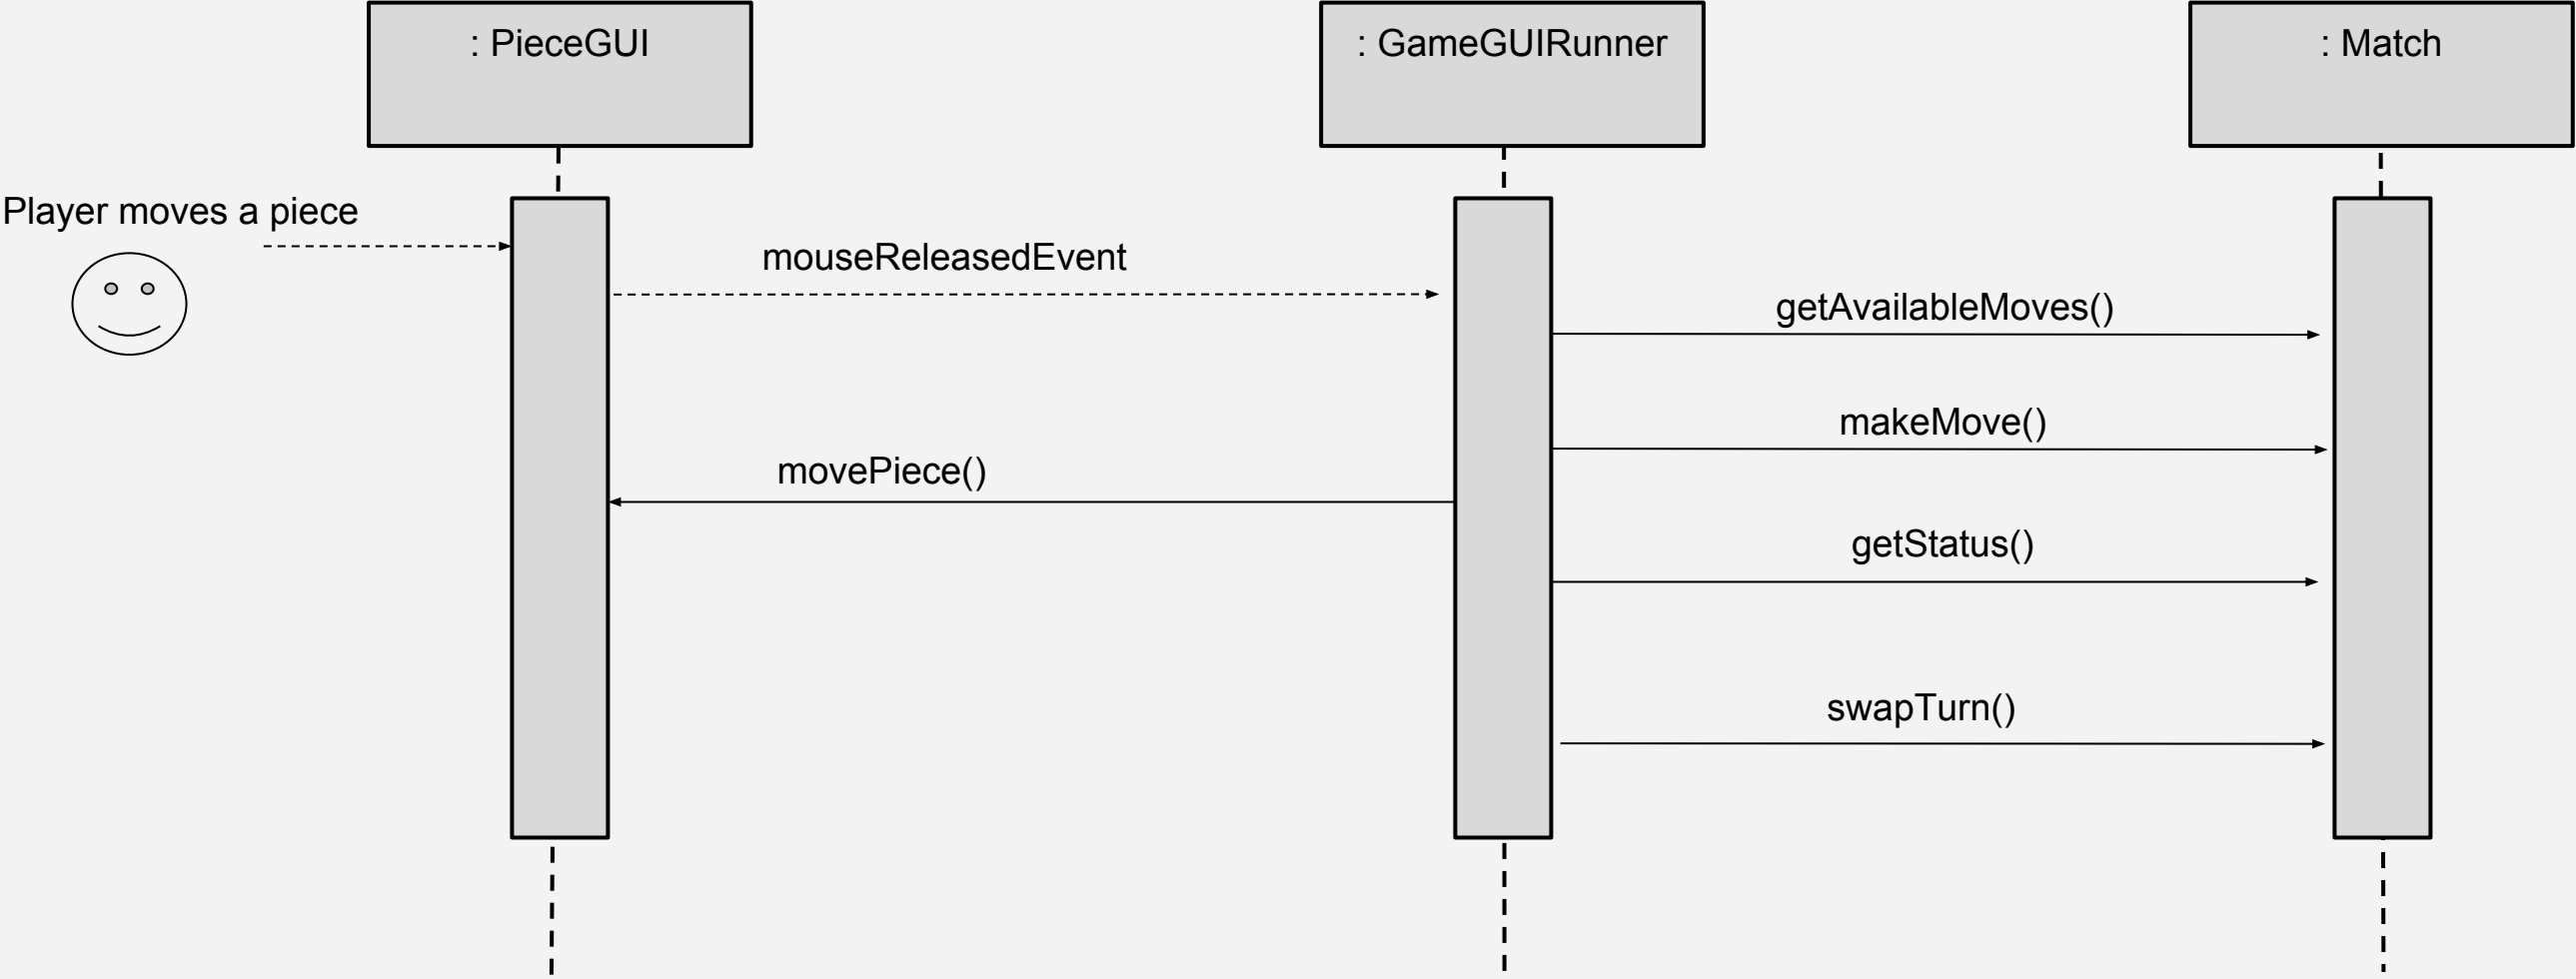 : PieceGUI
: GameGUIRunner
: Match
Player moves a piece
mouseReleasedEvent
getAvailableMoves()
makeMove()
movePiece()
getStatus()
swapTurn()